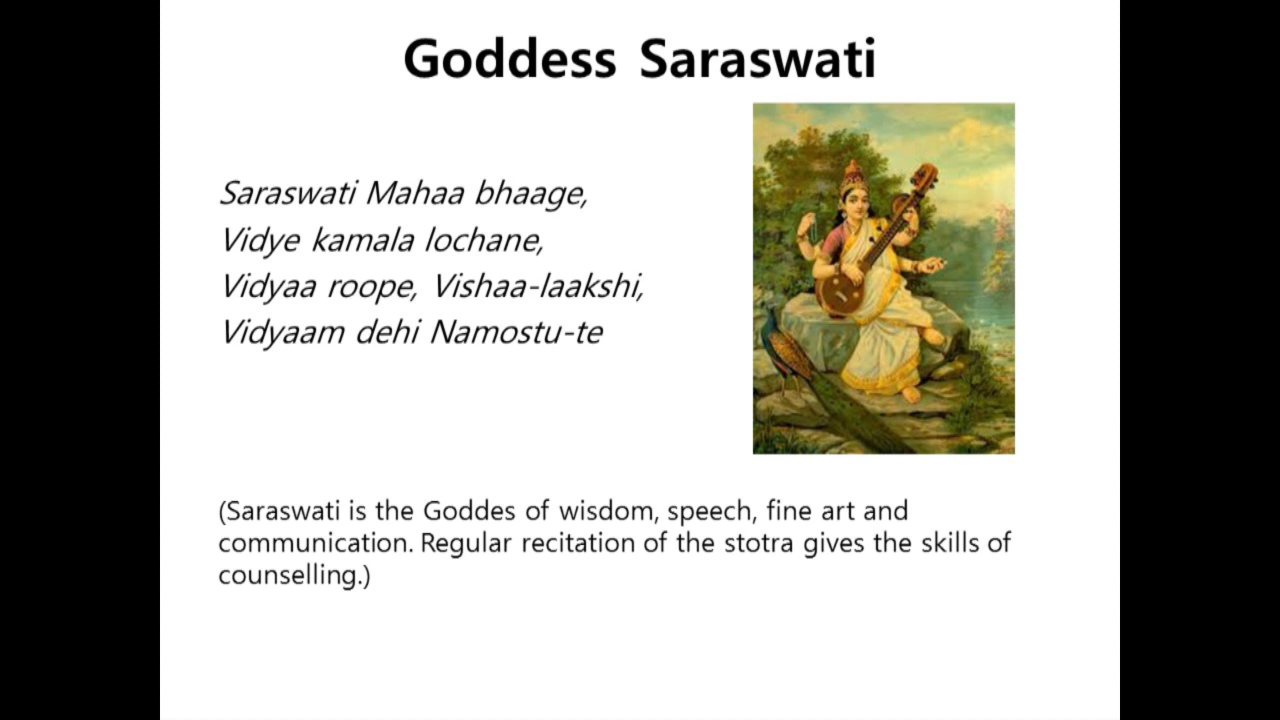 Goddess Saraswati
Saraswati Mahaa bhaage,
Vidye kamala lochane,
Vidyaa roope, Vishaa-laakshi,
Vidyaam dehi Namostu-te
(Saraswati is the Goddes of wisdom, speech, fine art and
communication. Regular recitation of the stotra gives the skills of
counselling.)